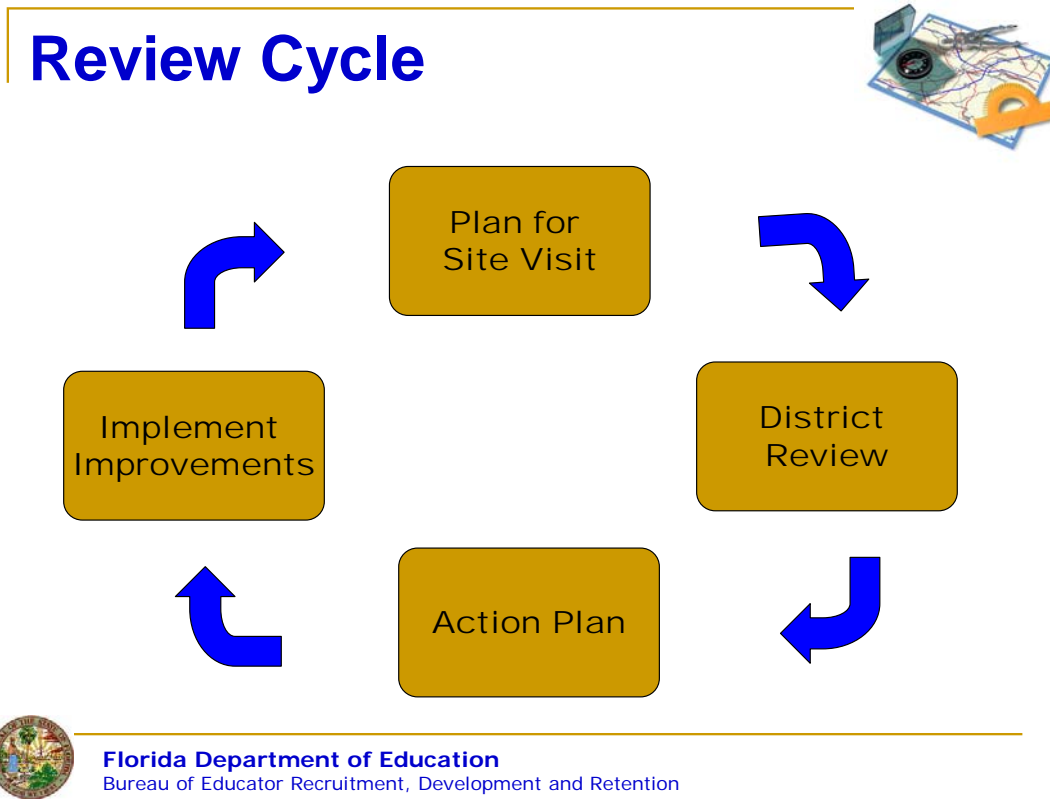 Review Cycle
Plan for
Site Visit
District
Review
Action Plan
Implement
Improvements
Florida Department of Education
Bureau of Educator Recruitment, Development and Retention